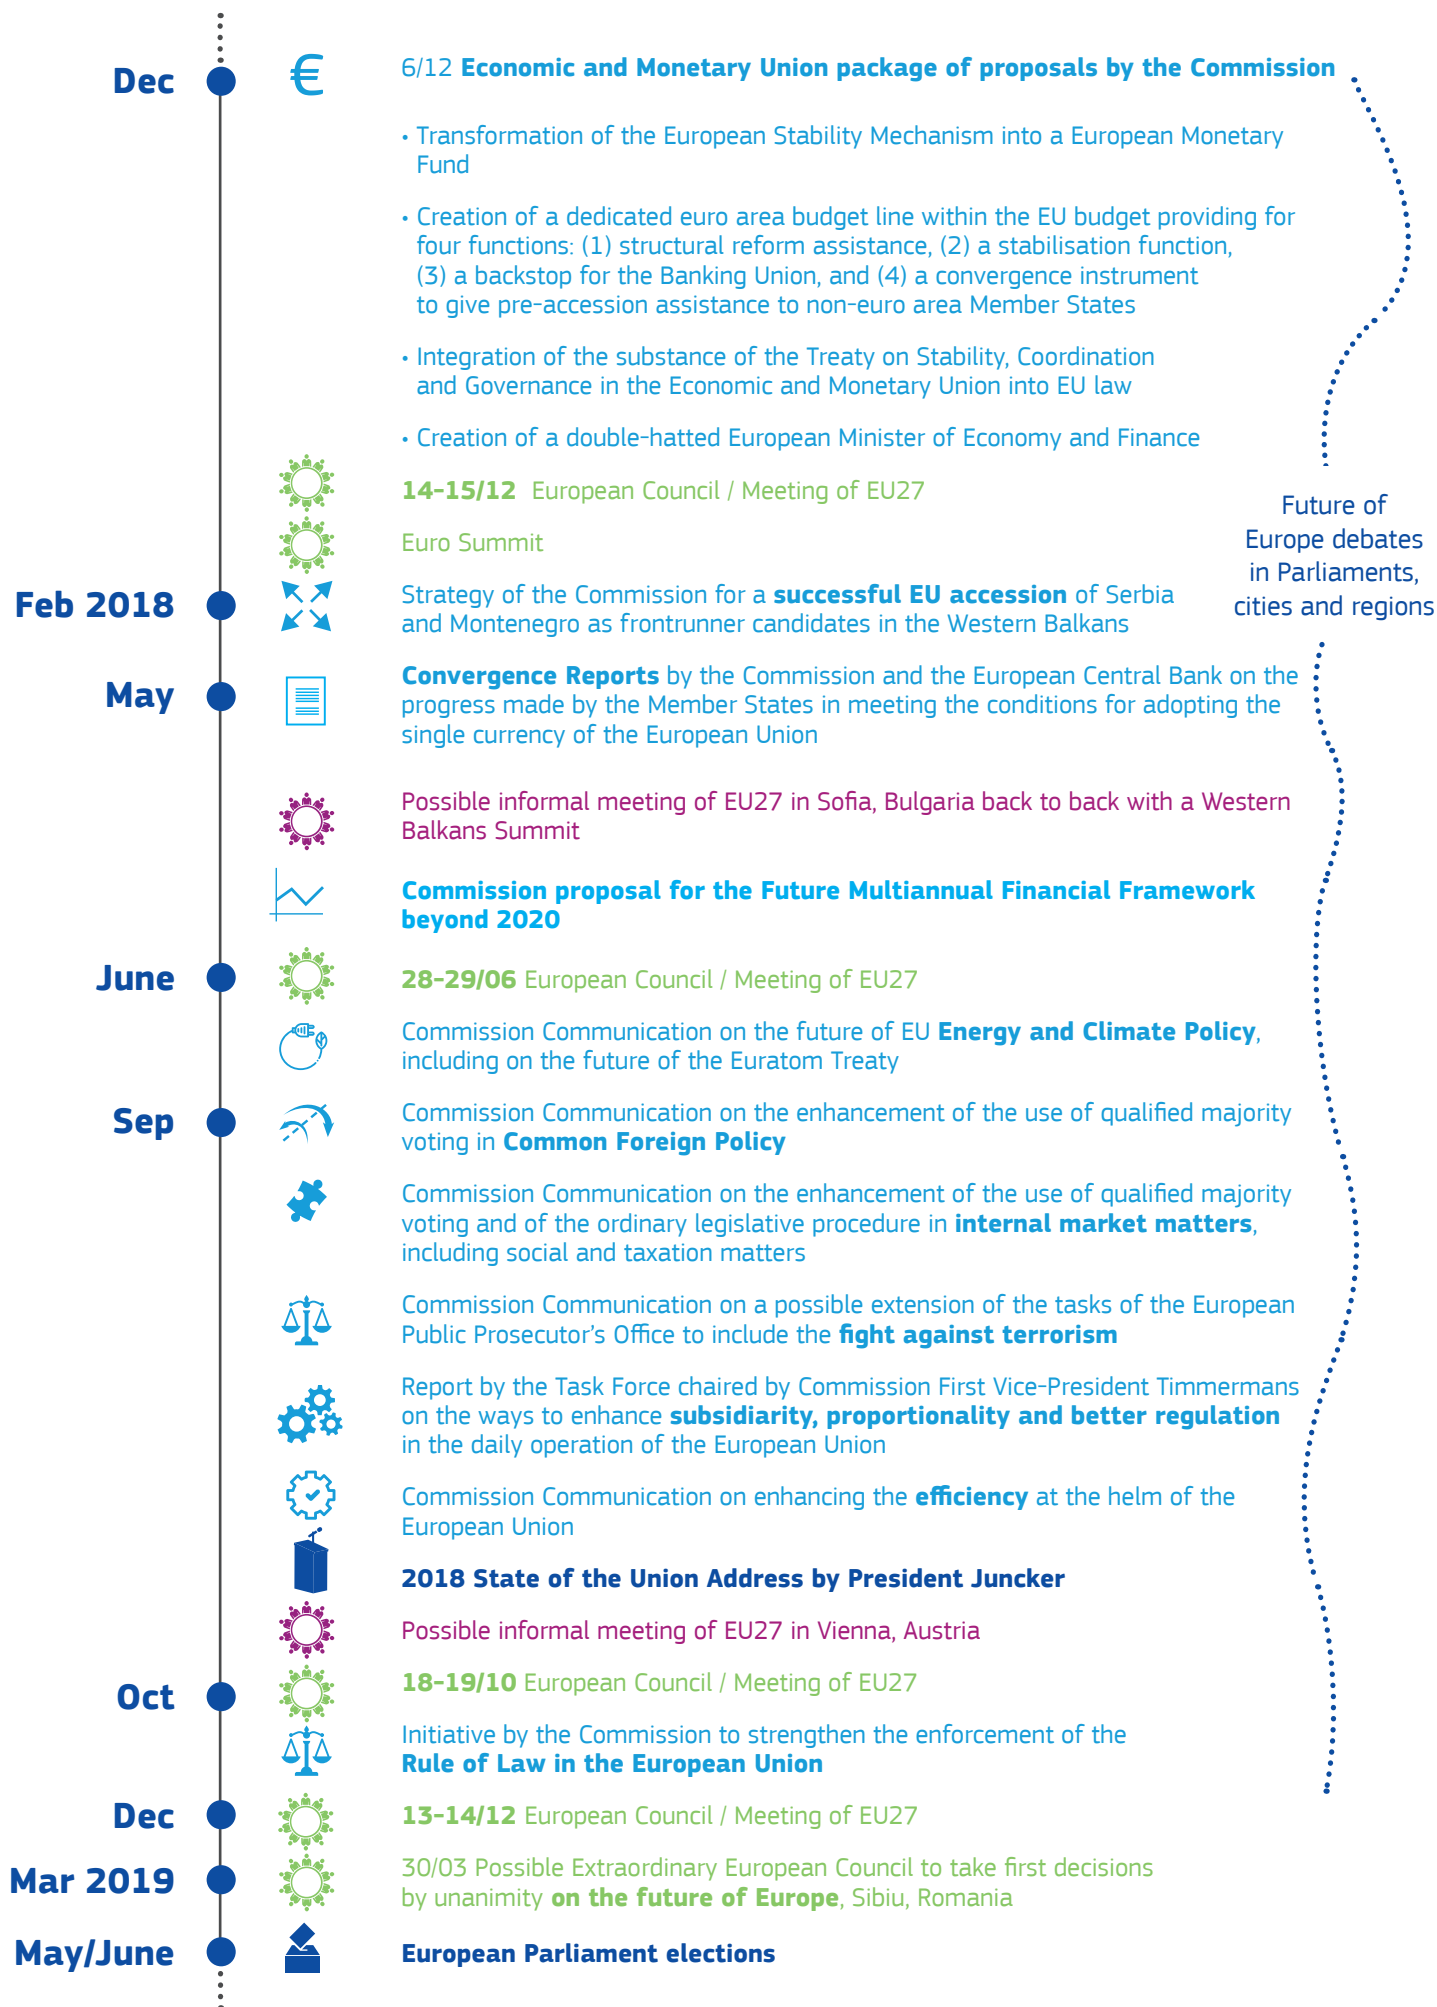 Dec
6/12 Economic and Monetary Union package of proposals by the Commission
• Transformation of the European Stability Mechanism into a European Monetary
Fund
• Creation of a dedicated euro area budget line within the EU budget providing for
four functions: (1) structural reform assistance, (2) a stabilisation function,
(3) a backstop for the Banking Union, and (4) a convergence instrument
to give pre-accession assistance to non-euro area Member States
• Integration of the substance of the Treaty on Stability, Coordination
and Governance in the Economic and Monetary Union into EU law
• Creation of a double-hatted European Minister of Economy and Finance
14-15/12 European Council / Meeting of EU27
Euro Summit
Future of
Europe debates
in Parliaments,
cities and regions
Feb 2018
Strategy of the Commission for a successful EU accession of Serbia
and Montenegro as frontrunner candidates in the Western Balkans
May
Convergence Reports by the Commission and the European Central Bank on the
progress made by the Member States in meeting the conditions for adopting the
single currency of the European Union
Possible informal meeting of EU27 in Sofia, Bulgaria back to back with a Western
Balkans Summit
Commission proposal for the Future Multiannual Financial Framework
beyond 2020
June
28-29/06 European Council / Meeting of EU27
Commission Communication on the future of EU Energy and Climate Policy,
including on the future of the Euratom Treaty
Sep
Commission Communication on the enhancement of the use of qualified majority
voting in Common Foreign Policy
Commission Communication on the enhancement of the use of qualified majority
voting and of the ordinary legislative procedure in internal market matters,
including social and taxation matters
Commission Communication on a possible extension of the tasks of the European
Public Prosecutor's Office to include the fight against terrorism
Report by the Task Force chaired by Commission First Vice-President Timmermans
on the ways to enhance subsidiarity, proportionality and better regulation
in the daily operation of the European Union
Commission Communication on enhancing the efficiency at the helm of the
European Union
2018 State of the Union Address by President Juncker
Possible informal meeting of EU27 in Vienna, Austria
Oct
18-19/10 European Council / Meeting of EU27
Initiative by the Commission to strengthen the enforcement of the
Rule of Law in the European Union
Dec
13-14/12 European Council / Meeting of EU27
Mar 2019
30/03 Possible Extraordinary European Council to take first decisions
by unanimity on the future of Europe, Sibiu, Romania
May/June
European Parliament elections